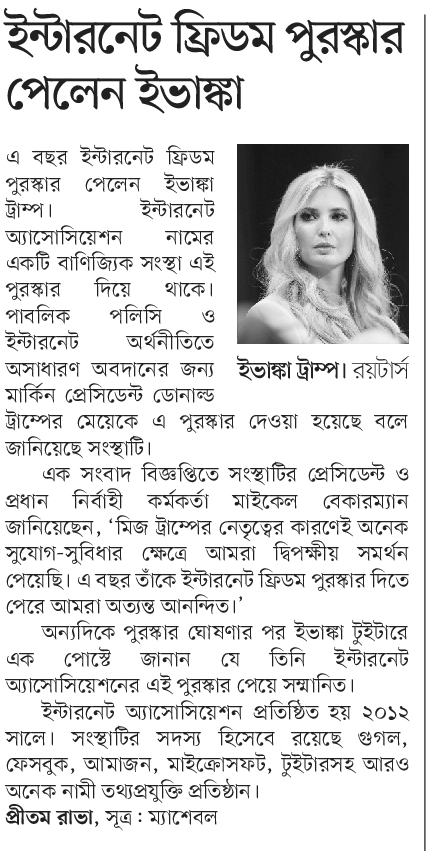 ইন্টারনেট ফ্রিডম পুরস্কার
পেলেন ইভাঙ্কা
এ বছর ইন্টারনেট ফ্রিডম
পুরস্কার পেলেন ইভাঙ্কা
ট্রাম্প। ইন্টারনেট
অ্যাসোসিয়েশন নামের
একটি বাণিজ্যিক সংস্থা এই
পুরস্কার দিয়ে থাকে।
পাবলিক পলিসি ও
ইন্টারনেট অর্থনীতিতে
অসাধারণ অবদানের জন্য
মার্কিন প্রেসিডেন্ট ডোনাল্ড
ইভাঙ্কা ট্রাম্প। রয়টার্স
ট্রাম্পের মেয়েকে এ পুরস্কার দেওয়া হয়েছে বলে
জানিয়েছে সংস্থাটি।
এক সংবাদ বিজ্ঞপ্তিতে সংস্থাটির প্রেসিডেন্ট ও
প্রধান নির্বাহী কর্মকর্তা মাইকেল বেকারম্যান
জানিয়েছেন, ‘মিজ ট্রাম্পের নেতৃত্বের কারণেই অনেক
সুযোগ-সুবিধার ক্ষেত্রে আমরা দ্বিপক্ষীয় সমর্থন
পেয়েছি। এ বছর তাঁকে ইন্টারনেট ফ্রিডম পুরস্কার দিতে
পেরে আমরা অত্যন্ত আনন্দিত।’
অন্যদিকে পুরস্কার ঘোষণার পর ইভাঙ্কা টুইটারে
এক পোস্টে জানান যে তিনি ইন্টারনেট
অ্যাসোসিয়েশনের এই পুরস্কার পেয়ে সম্মানিত।
ইন্টারনেট অ্যাসোসিয়েশন প্রতিষ্ঠিত হয় ২০১২
সালে। সংস্থাটির সদস্য হিসেবে রয়েছে গুগল,
ফেসবুক, আমাজন, মাইক্রোসফট, টুইটারসহ আরও
অনেক নামী তথ্যপ্রযুক্তি প্রতিষ্ঠান।
প্রীতম রাভা, সূত্র : ম্যাশেবল